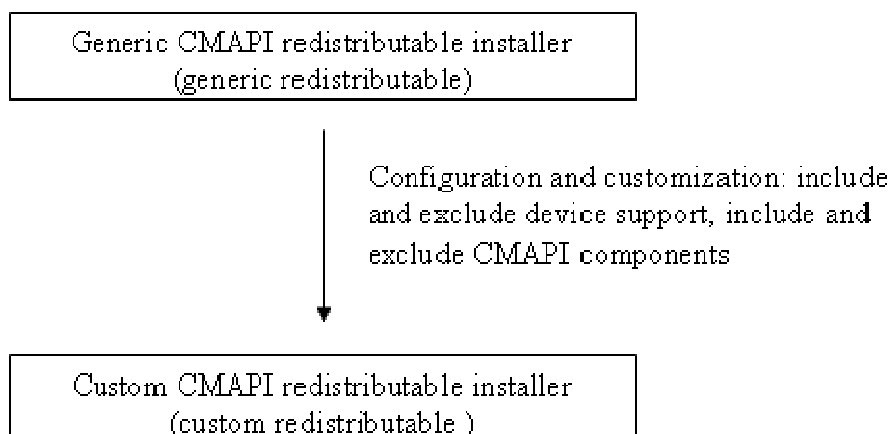 Generic CMAPI redistributable installer
(generic redistributable)
Configuration and customization: include
and exclude device support, include and
exclude CMAPI components
Custom CMAPI redistributable installer
(custom redistributable )